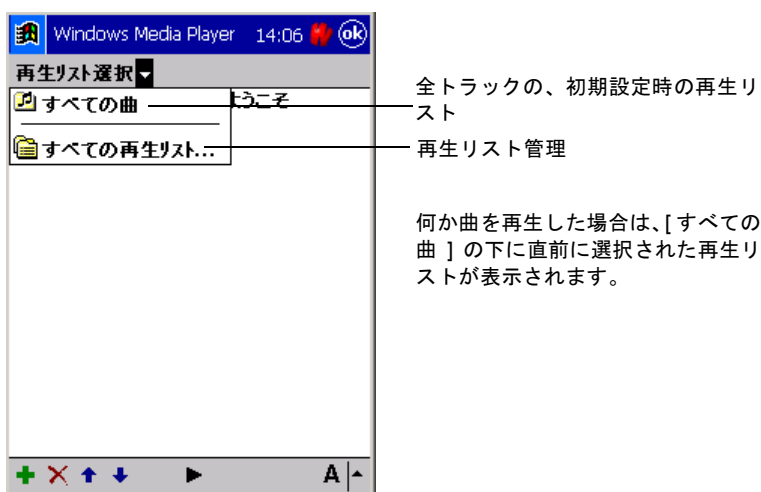 Windows Media Player 14:06 ok
再生リスト選択
すべての曲
ようこそ
すべての再生リスト...
A
全トラックの、初期設定時の再生リ
スト
再生リスト管理
何か曲を再生した場合は、[ すべての
曲 ] の下に直前に選択された再生リ
ストが表示されます。